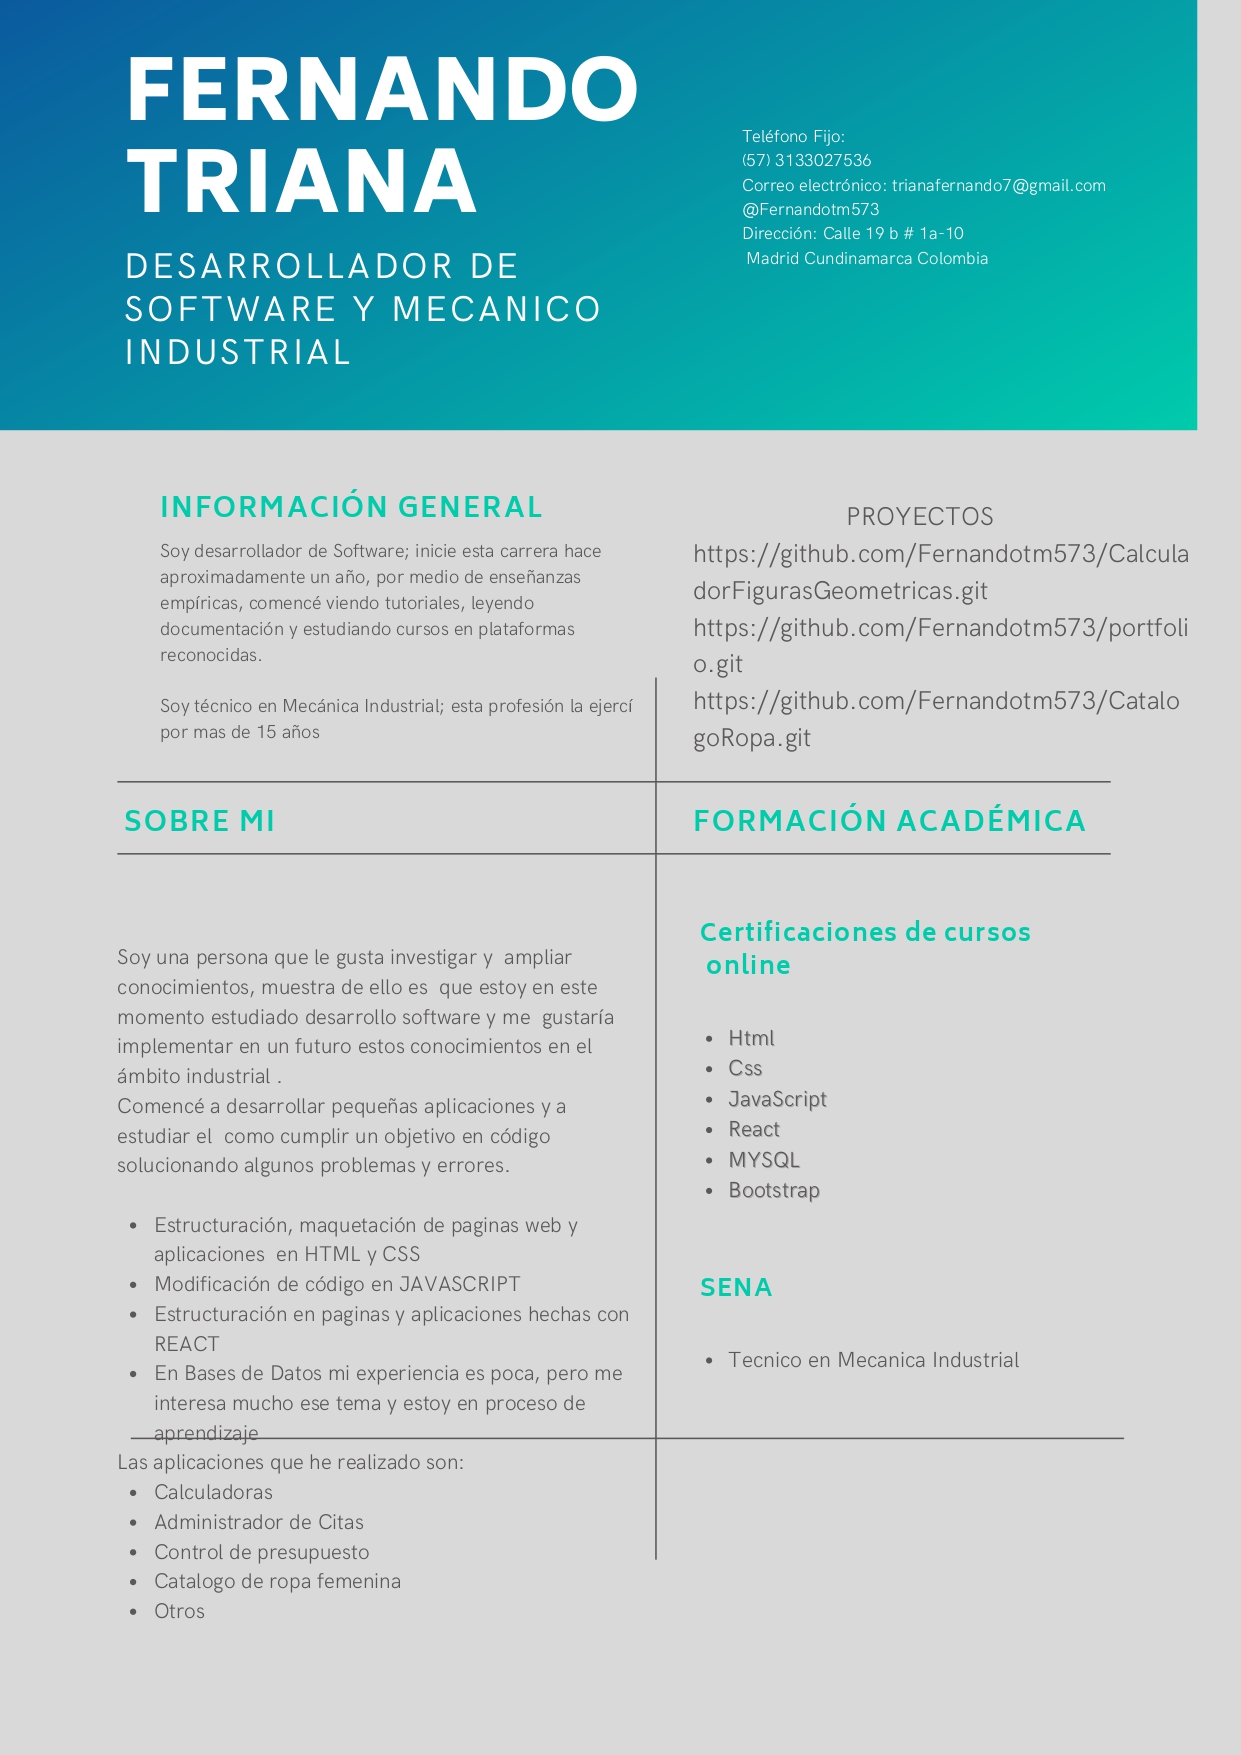 FERNANDO
TRIANA
DESARROLLADOR DE
SOFTWARE Y MECANICO
INDUSTRIAL
Teléfono Fijo:
(57) 3133027536
Correo electrónico: trianafernando7@gmail.com
@Fernandotm573
Dirección: Calle 19 b # 1a-10
Madrid Cundinamarca Colombia
INFORMACIÓN GENERAL
Soy desarrollador de Software; inicie esta carrera hace
aproximadamente un año, por medio de enseñanzas
empíricas, comencé viendo tutoriales, leyendo
documentación y estudiando cursos en plataformas
reconocidas.
Soy técnico en Mecánica Industrial; esta profesión la ejercí
por mas de 15 años
PROYECTOS
https://github.com/Fernandotm573/Calcula
dorFigurasGeometricas.git
https://github.com/Fernandotm573/portfoli
o.git
https://github.com/Fernandotm573/Catalo
goRopa.git
SOBRE MI
Soy una persona que le gusta investigar y  ampliar
conocimientos, muestra de ello es  que estoy en este
momento estudiado desarrollo software y me  gustaría
implementar en un futuro estos conocimientos en el
ámbito industrial .
Comencé a desarrollar pequeñas aplicaciones y a
estudiar el  como cumplir un objetivo en código
solucionando algunos problemas y errores.
• Estructuración, maquetación de paginas web y
aplicaciones  en HTML y CSS
• Modificación de código en JAVASCRIPT
• Estructuración en paginas y aplicaciones hechas con
REACT
• En Bases de Datos mi experiencia es poca, pero me
interesa mucho ese tema y estoy en proceso de
aprendizaje
Las aplicaciones que he realizado son:
• Calculadoras
• Administrador de Citas
• Control de presupuesto
• Catalogo de ropa femenina
• Otros
FORMACIÓN ACADÉMICA
Certificaciones de cursos
online
• Html
• Css
• JavaScript
• React
• MYSQL
• Bootstrap
SENA
• Tecnico en Mecanica Industrial